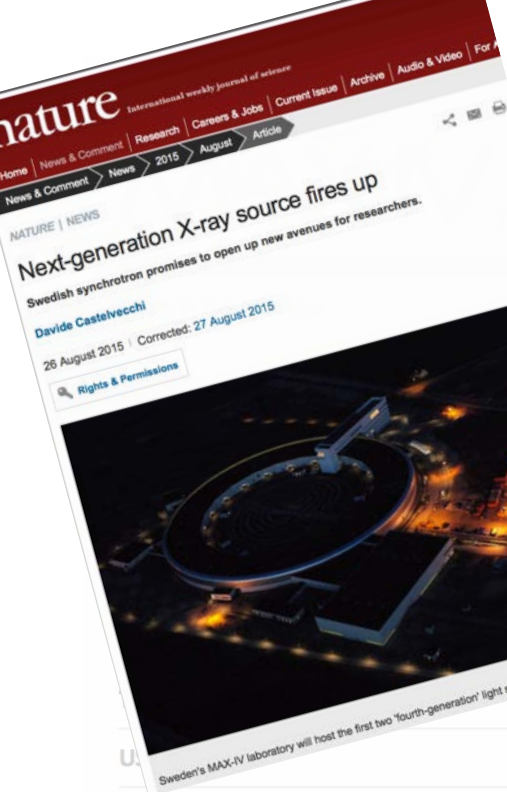 nature International weekly journal of science
Home | News & Comment | Research | Careers & Jobs | Current Issue | Archive | Audio & Video | For
News & Comment News 2015 August Article
NATURE | NEWS
Next-generation X-ray source fires up
Swedish synchrotron promises to open up new avenues for researchers.
Davide Castelvecchi
26 August 2015 | Corrected: 27 August 2015
Rights & Permissions
Sweden's MAX-IV laboratory will host the first two 'fourth-generation' light